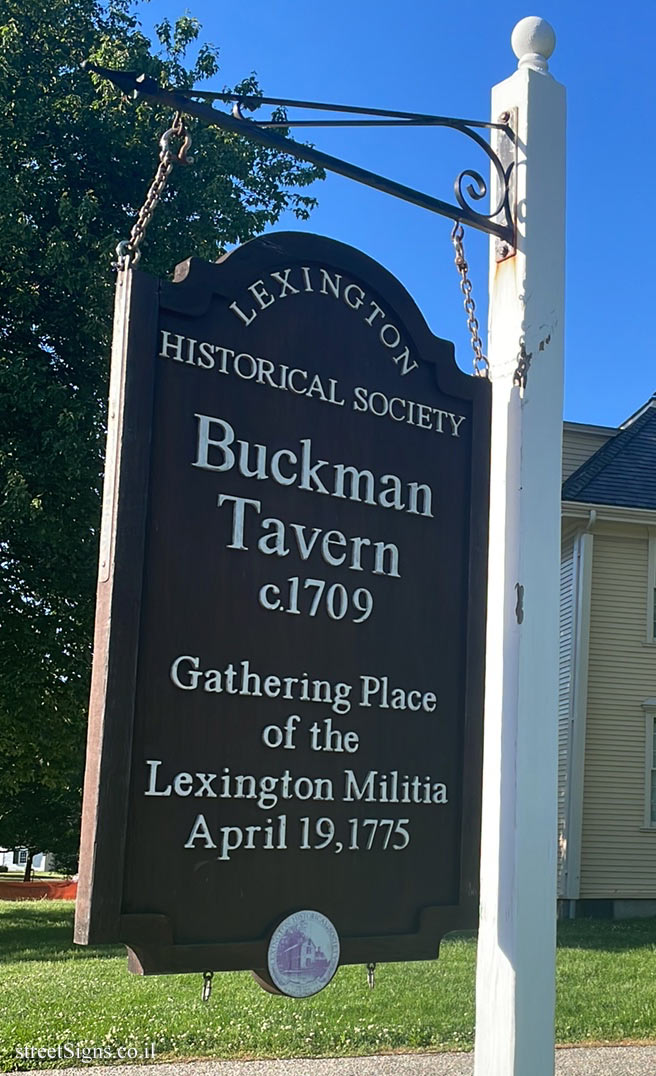 LEXINGTON
HISTORICAL SOCIETY
Buckman
Tavern
c.1709
Gathering Place
of the
Lexington Militia
April 19,1775
streetSigns.co.il